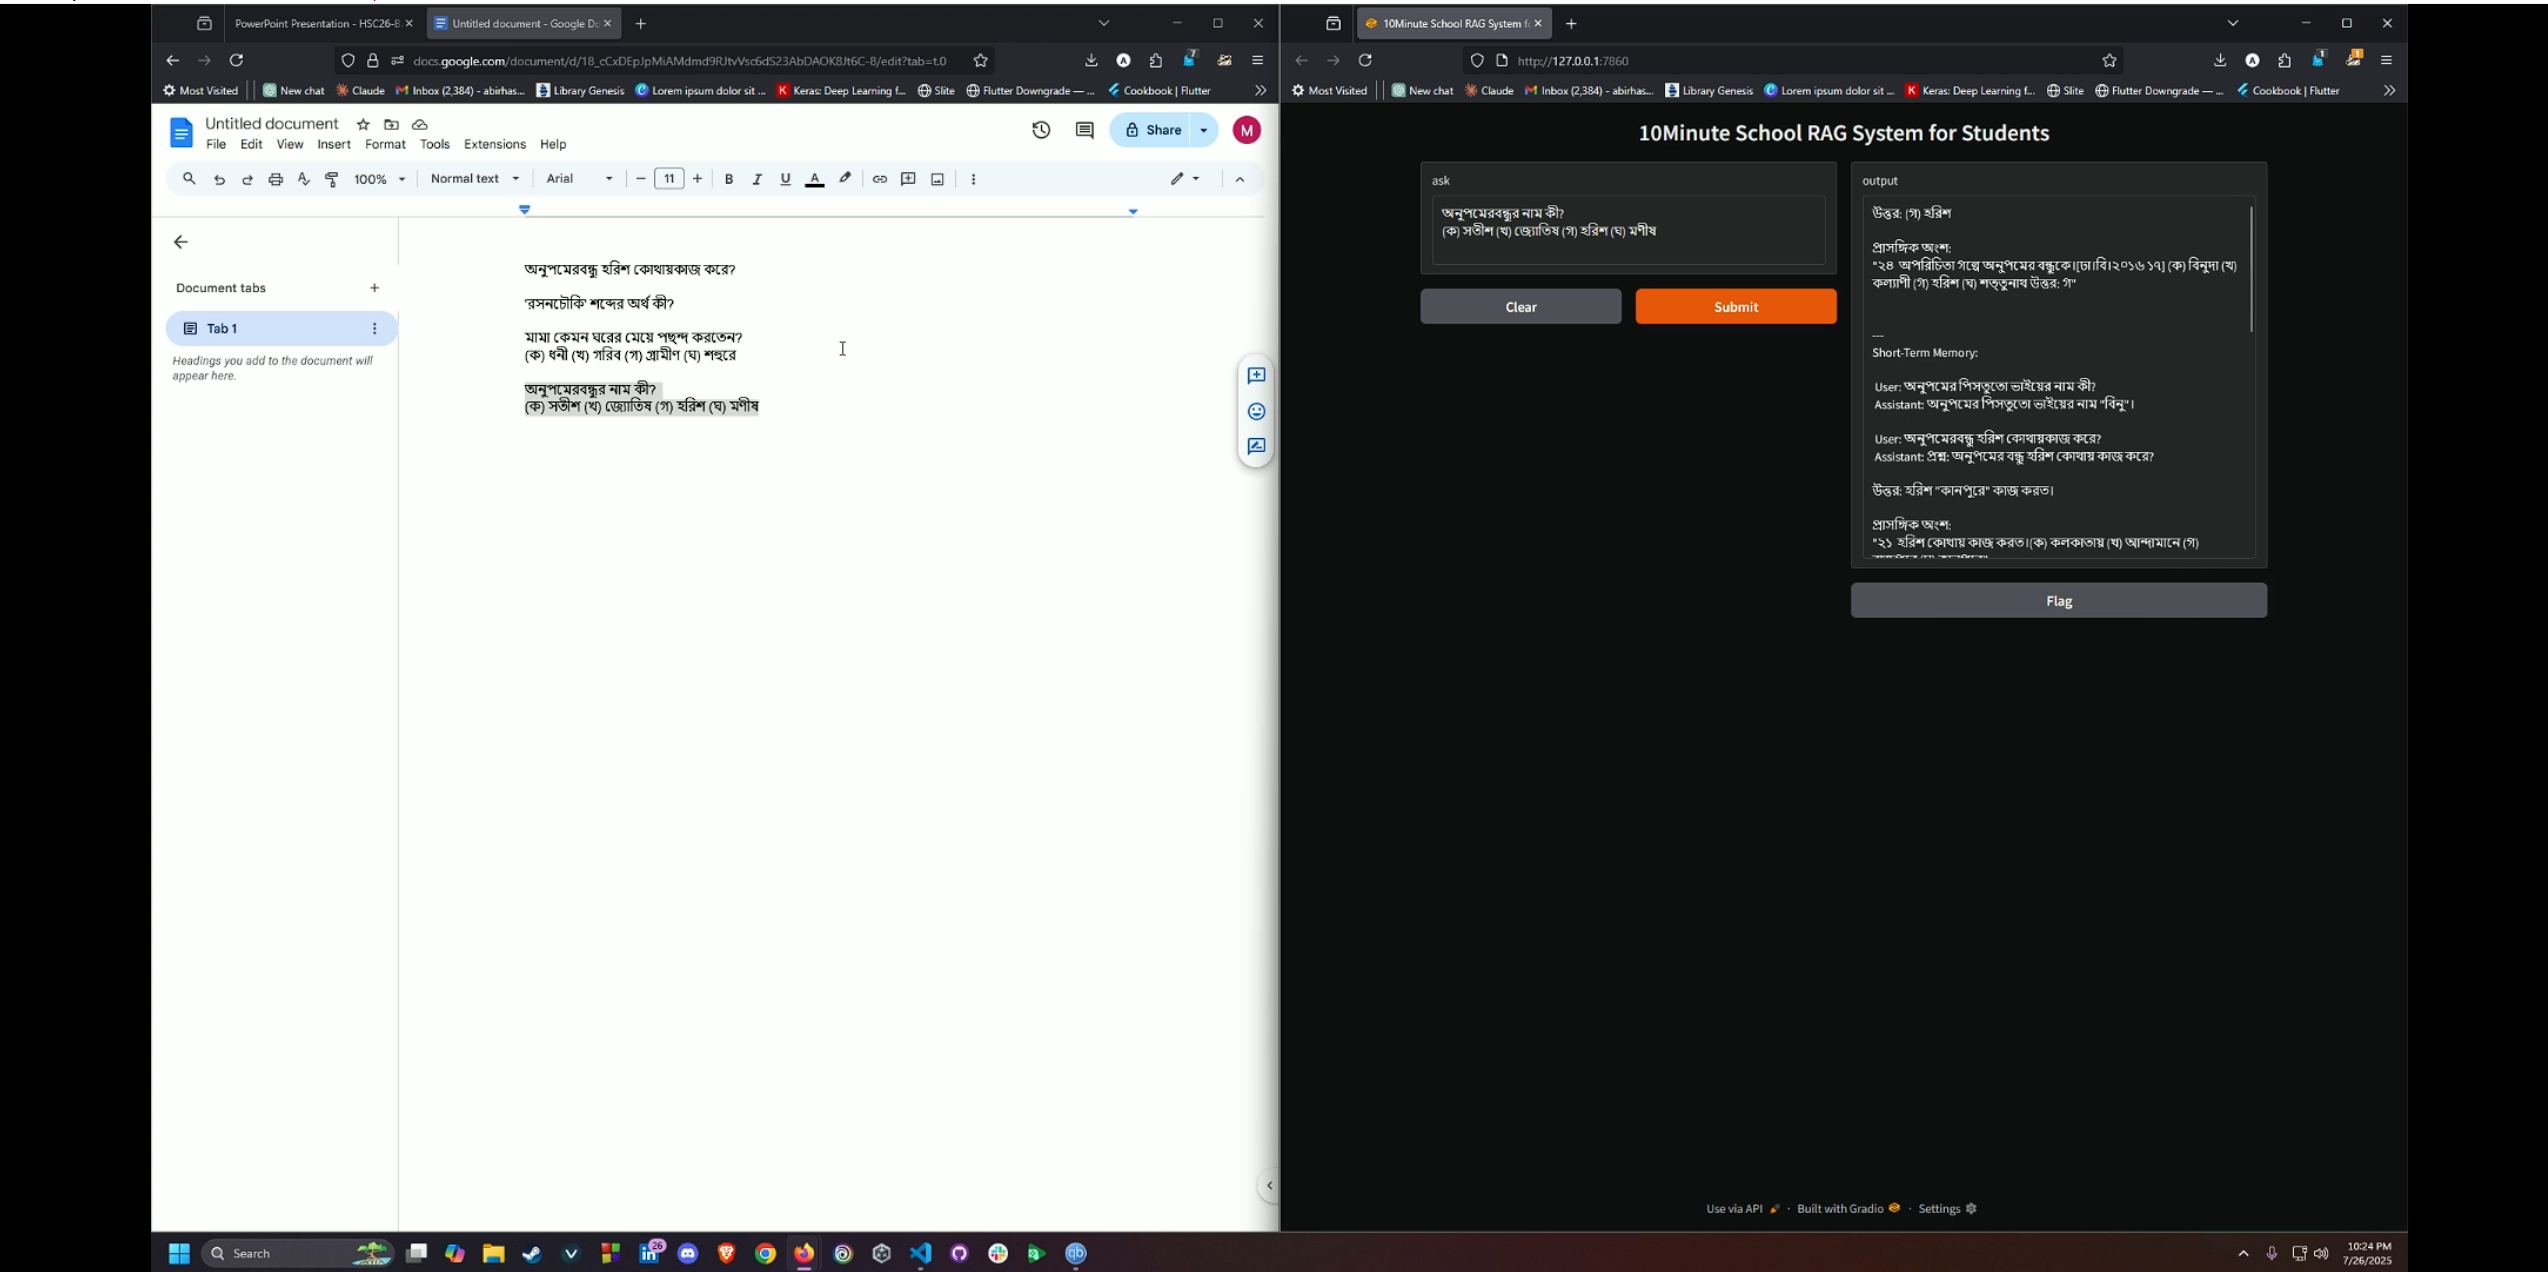 PowerPoint Presentation - HSC26-B
Untitled document - Google Do
docs.google.com/document/d/18_cCxDEpJpMiAMdmd9RJtvVsc6dS23AbDAOK8Jt6C-8/edit?tab=t.0
7
Most Visited
New chat
Claude
Inbox (2,384) - abirhas...
Library Genesis
Lorem ipsum dolor sit ...
Keras: Deep Learning f...
Slite
Flutter Downgrade — ...
Cookbook | Flutter
Untitled document
Share
M
File Edit View Insert Format Tools Extensions Help
100% Normal text Arial 11 B I U A
Document tabs
Tab 1
Headings you add to the document will
appear here.
অনুপমেরবন্ধু হরিশ কোথায়কাজ করে?
'রসনচৌকি' শব্দের অর্থ কী?
মামা কেমন ঘরের মেয়ে পছন্দ করতেন?
(ক) ধনী (খ) গরিব (গ) গ্রামীণ (ঘ) শহুরে
অনুপমেরবন্ধুর নাম কী?
(ক) সতীশ (খ) জ্যোতিষ (গ) হরিশ (ঘ) মণীষ
10Minute School RAG System f
http://127.0.0.1:7860
1
1
Most Visited
New chat
Claude
Inbox (2,384) - abirhas...
Library Genesis
Lorem ipsum dolor sit ...
Keras: Deep Learning f...
Slite
Flutter Downgrade — ...
Cookbook | Flutter
10Minute School RAG System for Students
ask
অনুপমেরবন্ধুর নাম কী?
(ক) সতীশ (খ) জ্যোতিষ (গ) হরিশ (ঘ) মণীষ
Clear
Submit
output
উত্তর: (গ) হরিশ
প্রাসঙ্গিক অংশ:
"২৪ অপরিচিতা গল্পে অনুপমের বন্ধুকে।[ঢা।বি।২০১৬ ১৭] (ক) বিনুদা (খ)
কল্যাণী (গ) হরিশ (ঘ) উত্তর: গ"
---
Short-Term Memory:
User: অনুপমের পিসতুতো ভাইয়ের নাম কী?
Assistant: অনুপমের পিসতুতো ভাইয়ের নাম "বিনু"।
User: অনুপমেরবন্ধু হরিশ কোথায়কাজ করে?
Assistant: প্রশ্ন: অনুপমের বন্ধু হরিশ কোথায় কাজ করে?
উত্তর: হরিশ "কানপুরে" কাজ করত।
প্রাসঙ্গিক অংশ:
"২১ হরিশ কোথায় কাজ করত।(ক) কলকাতায় (খ) আন্দামানে (গ)
Flag
Use via API · Built with Gradio · Settings
Search
26
10:24 PM
7/26/2025